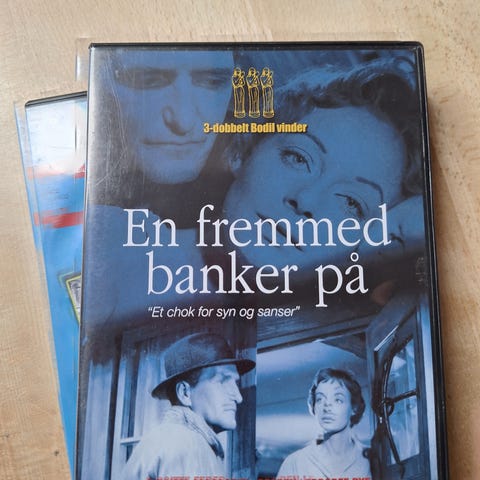 3-dobbelt Bodil vinder
En fremmed
banker på
"Et chok for syn og sanser"